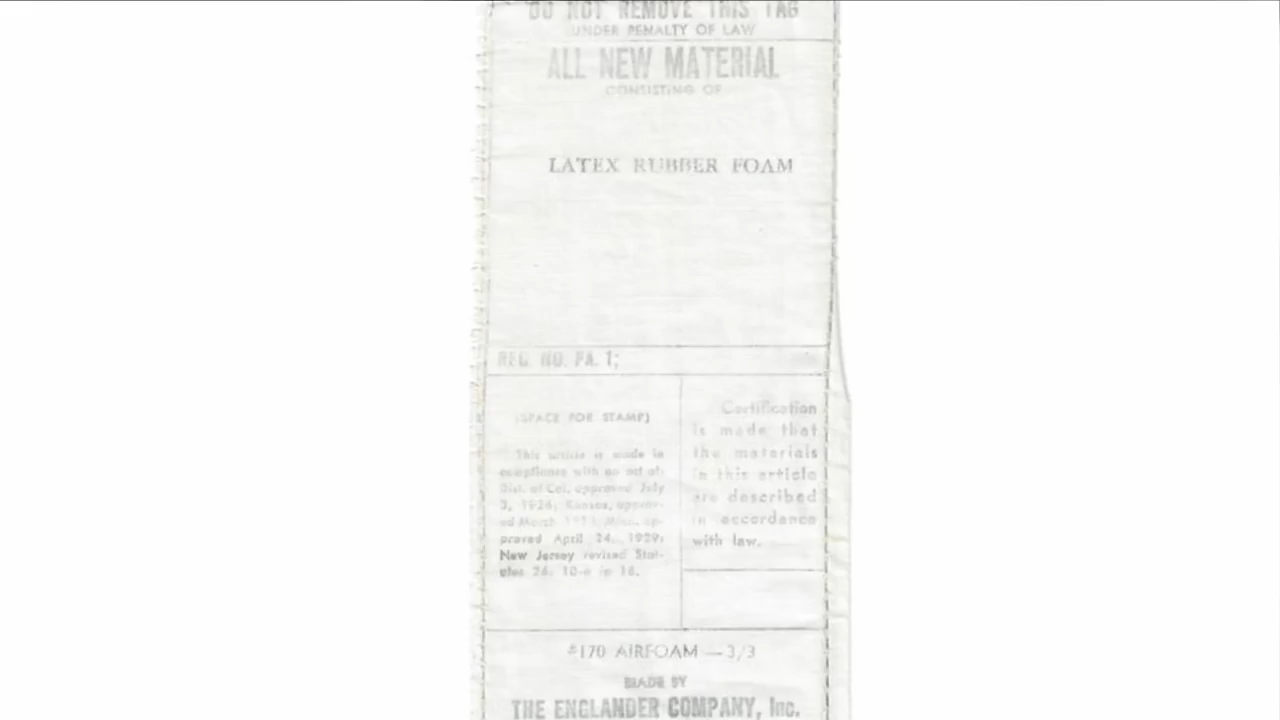 DO NOT REMOVE THIS TAG
UNDER PENALTY OF LAW
ALL NEW MATERIAL
CONSISTING OF
LATEX RUBBER FOAM
REG. NO. PA. 1;
(SPACE FOR STAMP)
This article is made in
compliance with an act of:
Dist. of Col. approved July
3, 1926; Kansas, approv-
ed March Minn. ap-
proved April 24, 1929;
New Jersey revised Stat-
utes 26: 10-6 to 18.
Certification
is made that
the materials
in this article
are described
in accordance
with law.
#170 AIRFOAM — 3/3
MADE BY
THE ENGLANDER COMPANY, Inc.